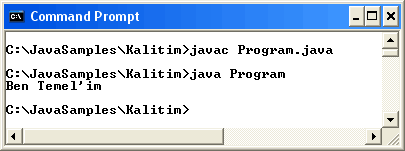 Command Prompt
C:\JavaSamples\Kalitim>javac Program.java
C:\JavaSamples\Kalitim>java Program
Ben Temel'im
C:\JavaSamples\Kalitim>